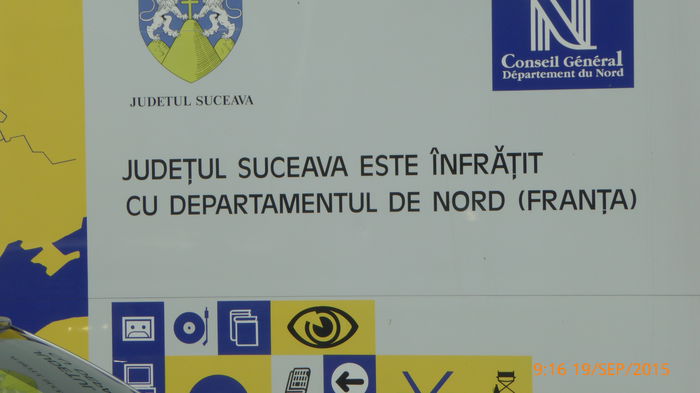 JUDETUL SUCEAVA
Conseil Général
Département du Nord
JUDEȚUL SUCEAVA ESTE ÎNFRĂȚIT
CU DEPARTAMENTUL DE NORD (FRANȚA)
9:16 19/SEP/2015